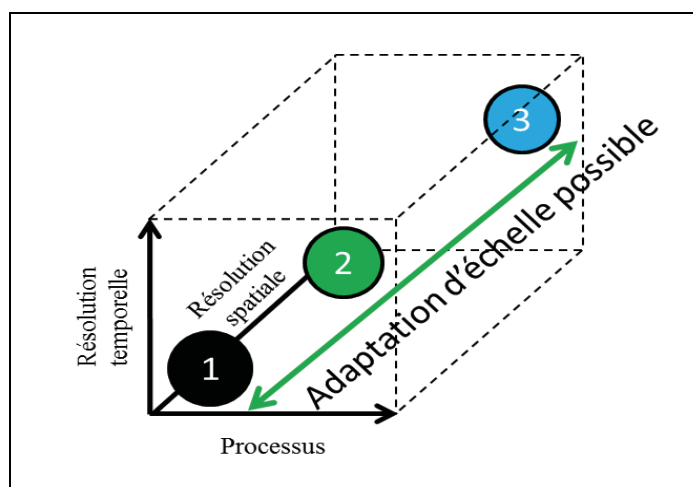 3
Adaptation d'échelle possible
2
Résolution
spatiale
Résolution
temporelle
1
Processus